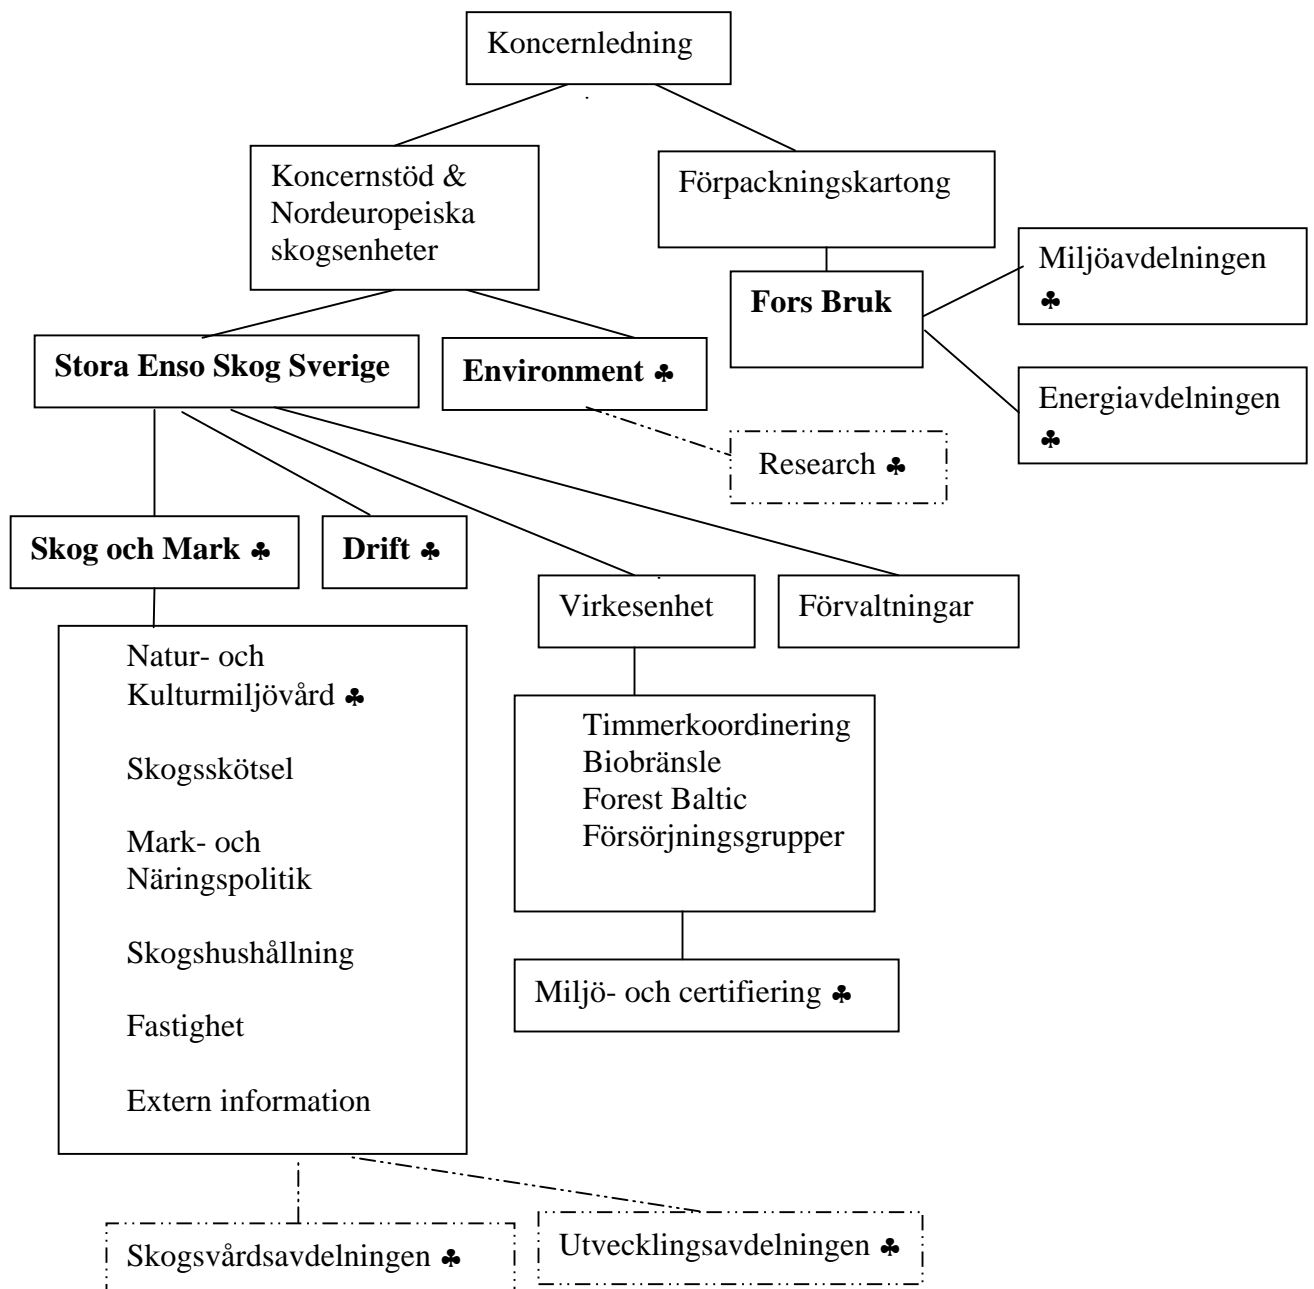 Koncernledning
Koncernstöd &
Nordeuropeiska
skogsenheter
Förpackningskartong
Miljöavdelningen
♣
Fors Bruk
Stora Enso Skog Sverige
Environment ♣
Energiavdelningen
♣
Research ♣
Skog och Mark ♣
Drift ♣
Virkesenhet
Förvaltningar
Natur- och
Kulturmiljövård ♣
Skogsskötsel
Mark- och
Näringspolitik
Skogshushållning
Fastighet
Extern information
Timmerkoordinering
Biobränsle
Forest Baltic
Försörjningsgrupper
Miljö- och certifiering ♣
Skogsvårdsavdelningen ♣
Utvecklingsavdelningen ♣